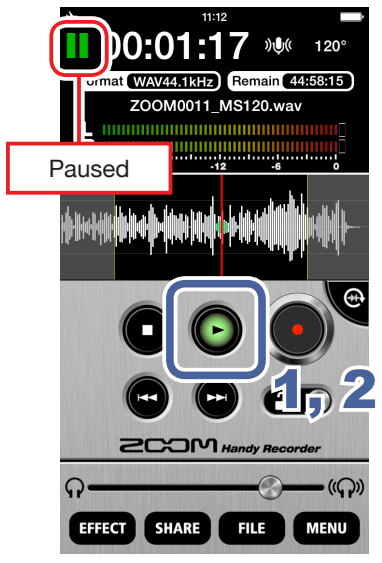 11:12
00:01:17 120°
Format WAV44.1kHz Remain 44:58:15
ZOOM0011_MS120.wav
Paused
-12 -6 0
1, 2
ZOOM Handy Recorder
EFFECT SHARE FILE MENU